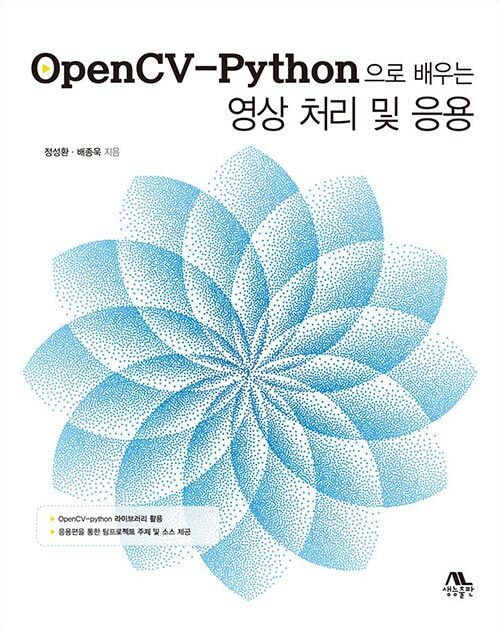 OpenCV-Python으로 배우는
영상 처리 및 응용
정성환 · 배종욱 지음
OpenCV-python 라이브러리 활용
응용편을 통한 팀프로젝트 주제 및 소스 제공
생능출판